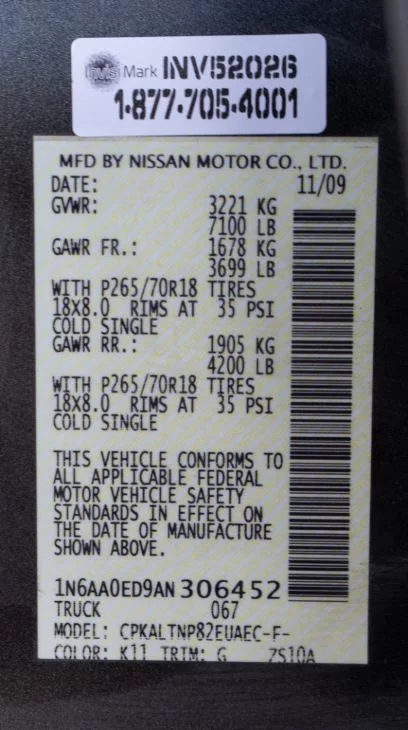 invisi Mark INV52026
1-877-705-4001
MFD BY NISSAN MOTOR CO., LTD.
DATE: 11/09
GVWR: 3221 KG
7100 LB
GAWR FR.: 1678 KG
3699 LB
WITH P265/70R18 TIRES
18X8.0 RIMS AT 35 PSI
COLD SINGLE
GAWR RR.: 1905 KG
4200 LB
WITH P265/70R18 TIRES
18X8.0 RIMS AT 35 PSI
COLD SINGLE
THIS VEHICLE CONFORMS TO
ALL APPLICABLE FEDERAL
MOTOR VEHICLE SAFETY
STANDARDS IN EFFECT ON
THE DATE OF MANUFACTURE
SHOWN ABOVE.
1N6AA0ED9AN306452
TRUCK 067
MODEL: CPKALTNP82EUAEC-F-
COLOR: K11 TRIM: G ZS10A